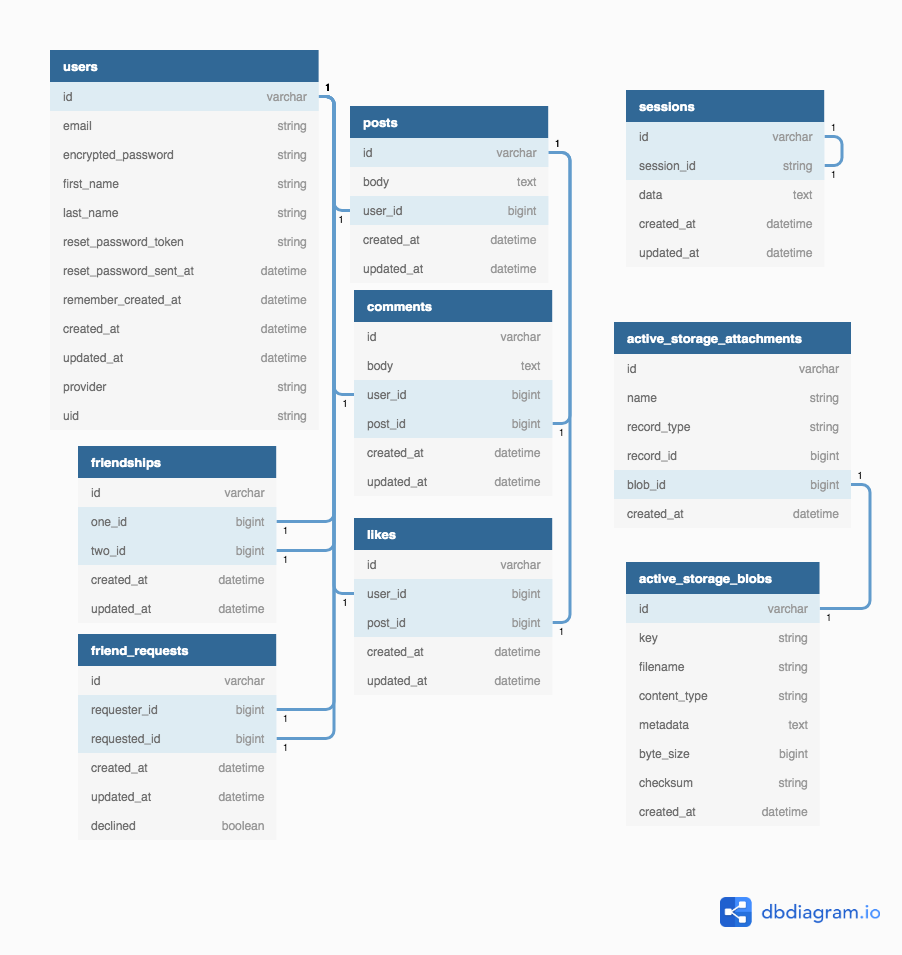 users
id varchar
email string
encrypted_password string
first_name string
last_name string
reset_password_token string
reset_password_sent_at datetime
remember_created_at datetime
created_at datetime
updated_at datetime
provider string
uid string
1
friendships
id varchar
one_id bigint
1
two_id bigint
1
created_at datetime
updated_at datetime
friend_requests
id varchar
requester_id bigint
1
requested_id bigint
1
created_at datetime
updated_at datetime
declined boolean
posts
id varchar
1
body text
user_id bigint
1
created_at datetime
updated_at datetime
comments
id varchar
body text
user_id bigint
1
post_id bigint
1
created_at datetime
updated_at datetime
likes
id varchar
user_id bigint
1
post_id bigint
1
created_at datetime
updated_at datetime
sessions
id varchar
1
session_id string
1
data text
created_at datetime
updated_at datetime
active_storage_attachments
id varchar
name string
record_type string
record_id bigint
blob_id bigint
1
created_at datetime
active_storage_blobs
id varchar
1
key string
filename string
content_type string
metadata text
byte_size bigint
checksum string
created_at datetime
dbdiagram.io